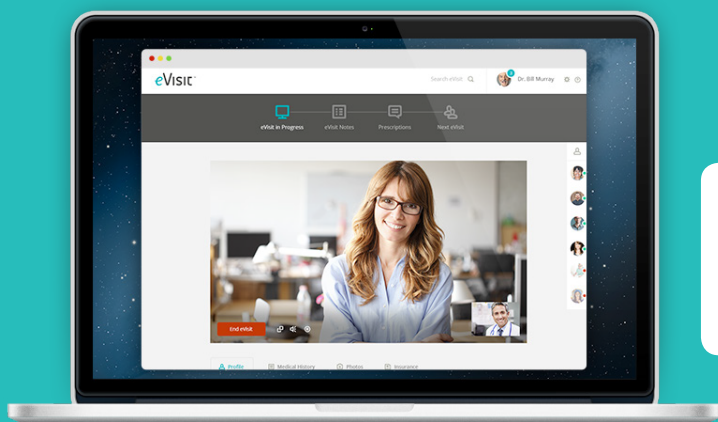 eVisit
Search eVisit
2
Dr. Bill Murray
eVisit in Progress
eVisit Notes
Prescriptions
Next eVisit
End eVisit
Profile
Medical History
Photos
Insurance